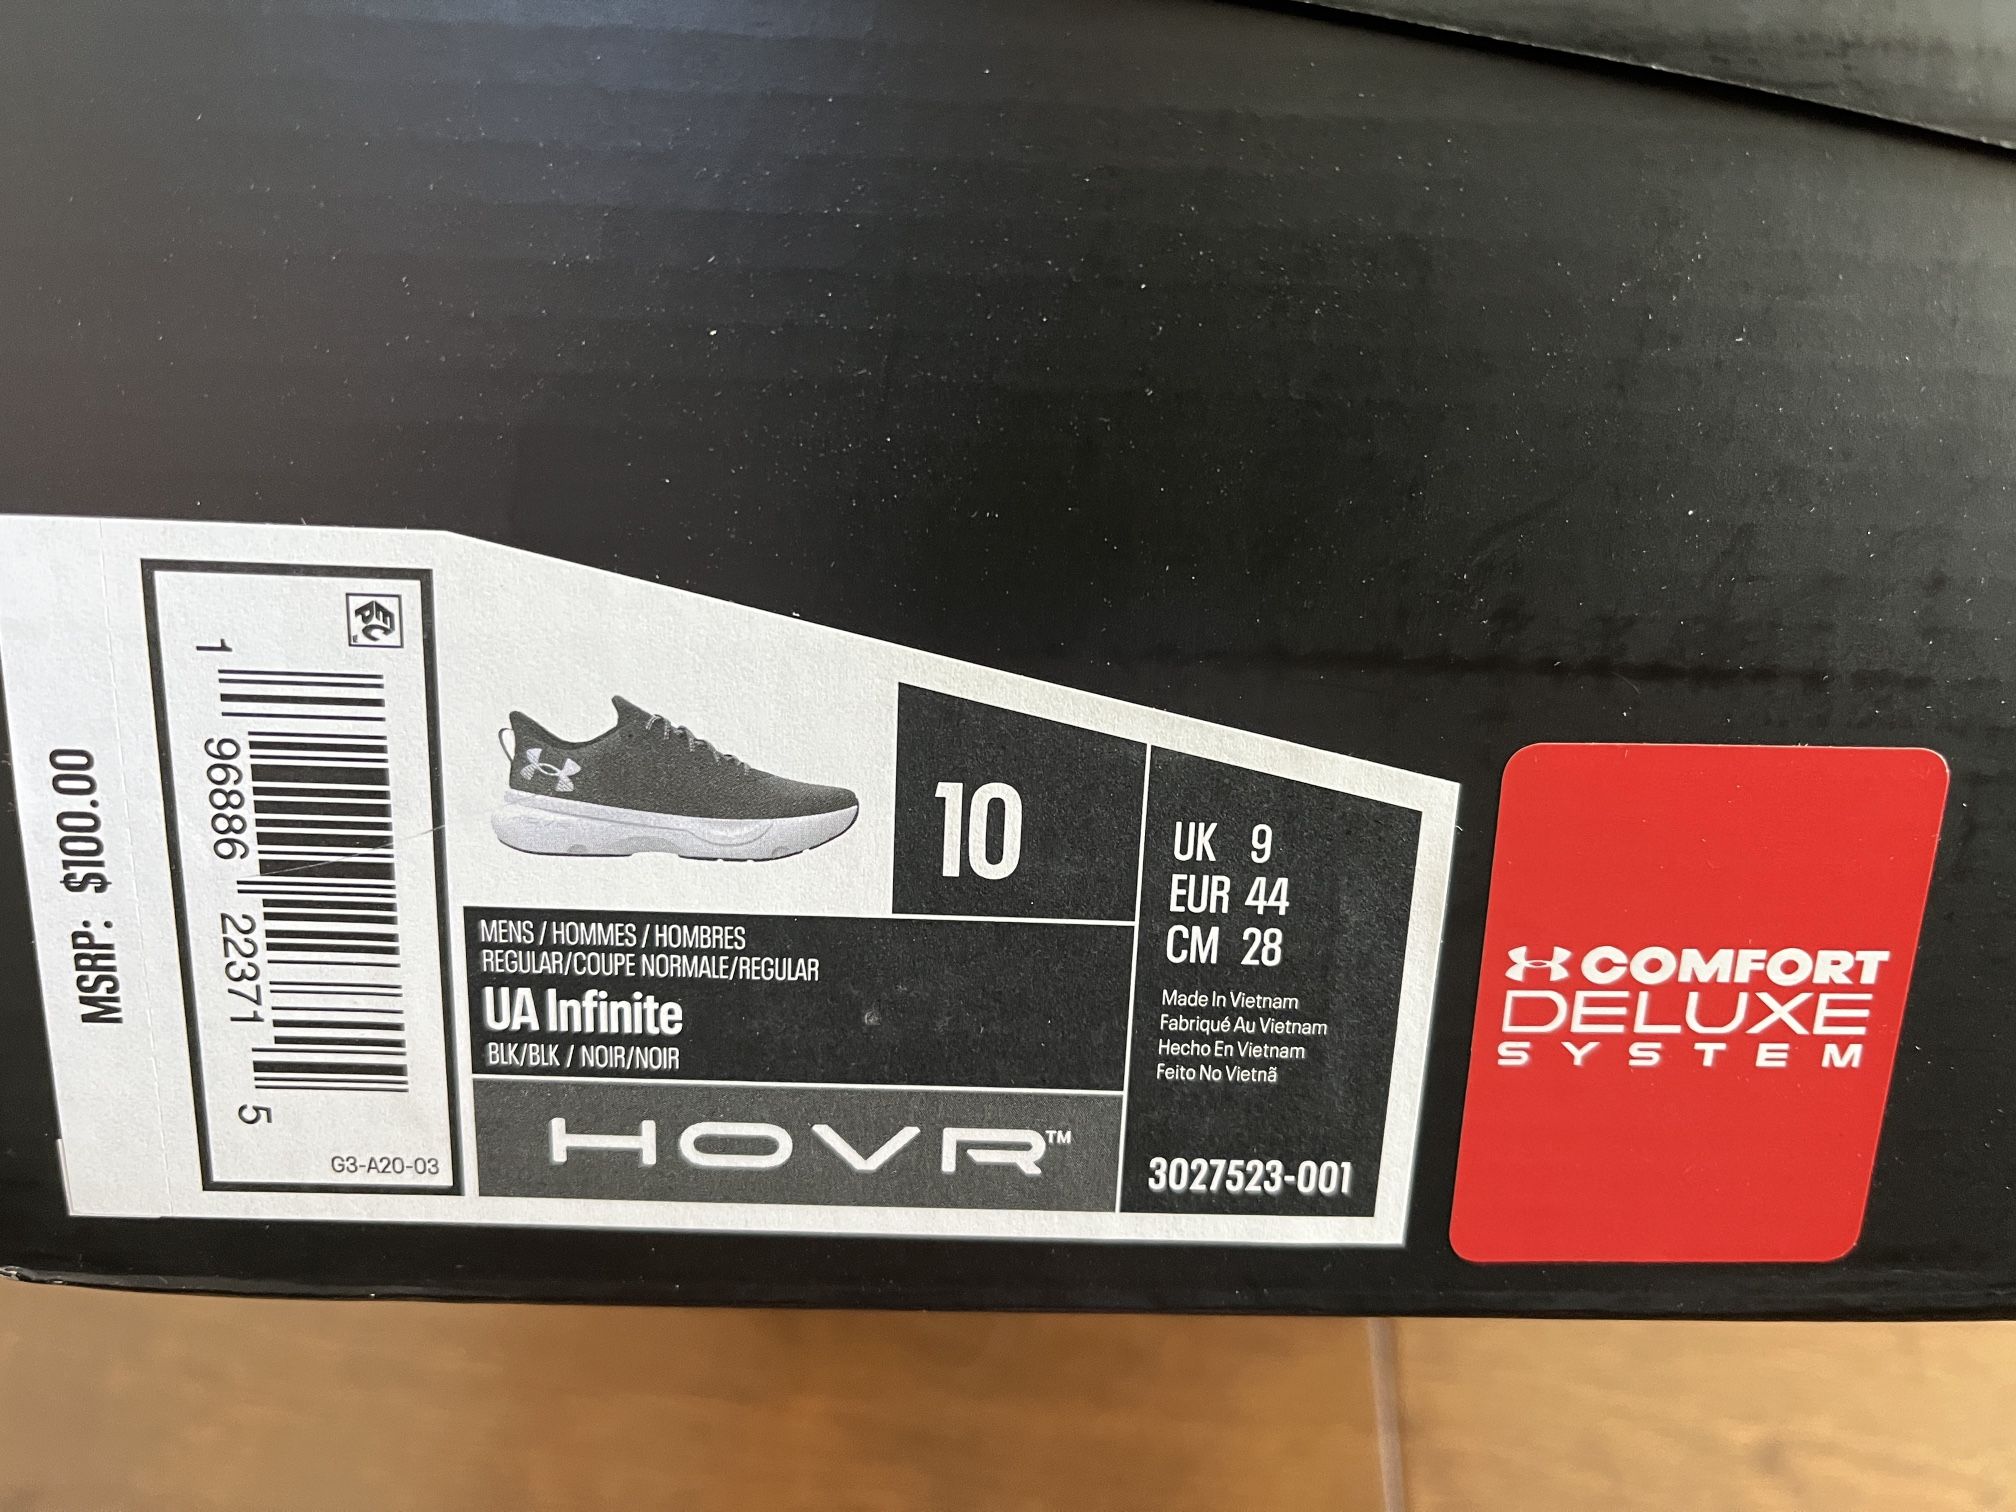 MSRP: $100.00
EPC
1 96886 22371 5
G3-A20-03
10
MENS / HOMMES / HOMBRES
REGULAR/COUPE NORMALE/REGULAR
UA Infinite
BLK/BLK / NOIR/NOIR
HOVR™
UK 9
EUR 44
CM 28
Made In Vietnam
Fabriqué Au Vietnam
Hecho En Vietnam
Feito No Vietnã
3027523-001
COMFORT
DELUXE
SYSTEM